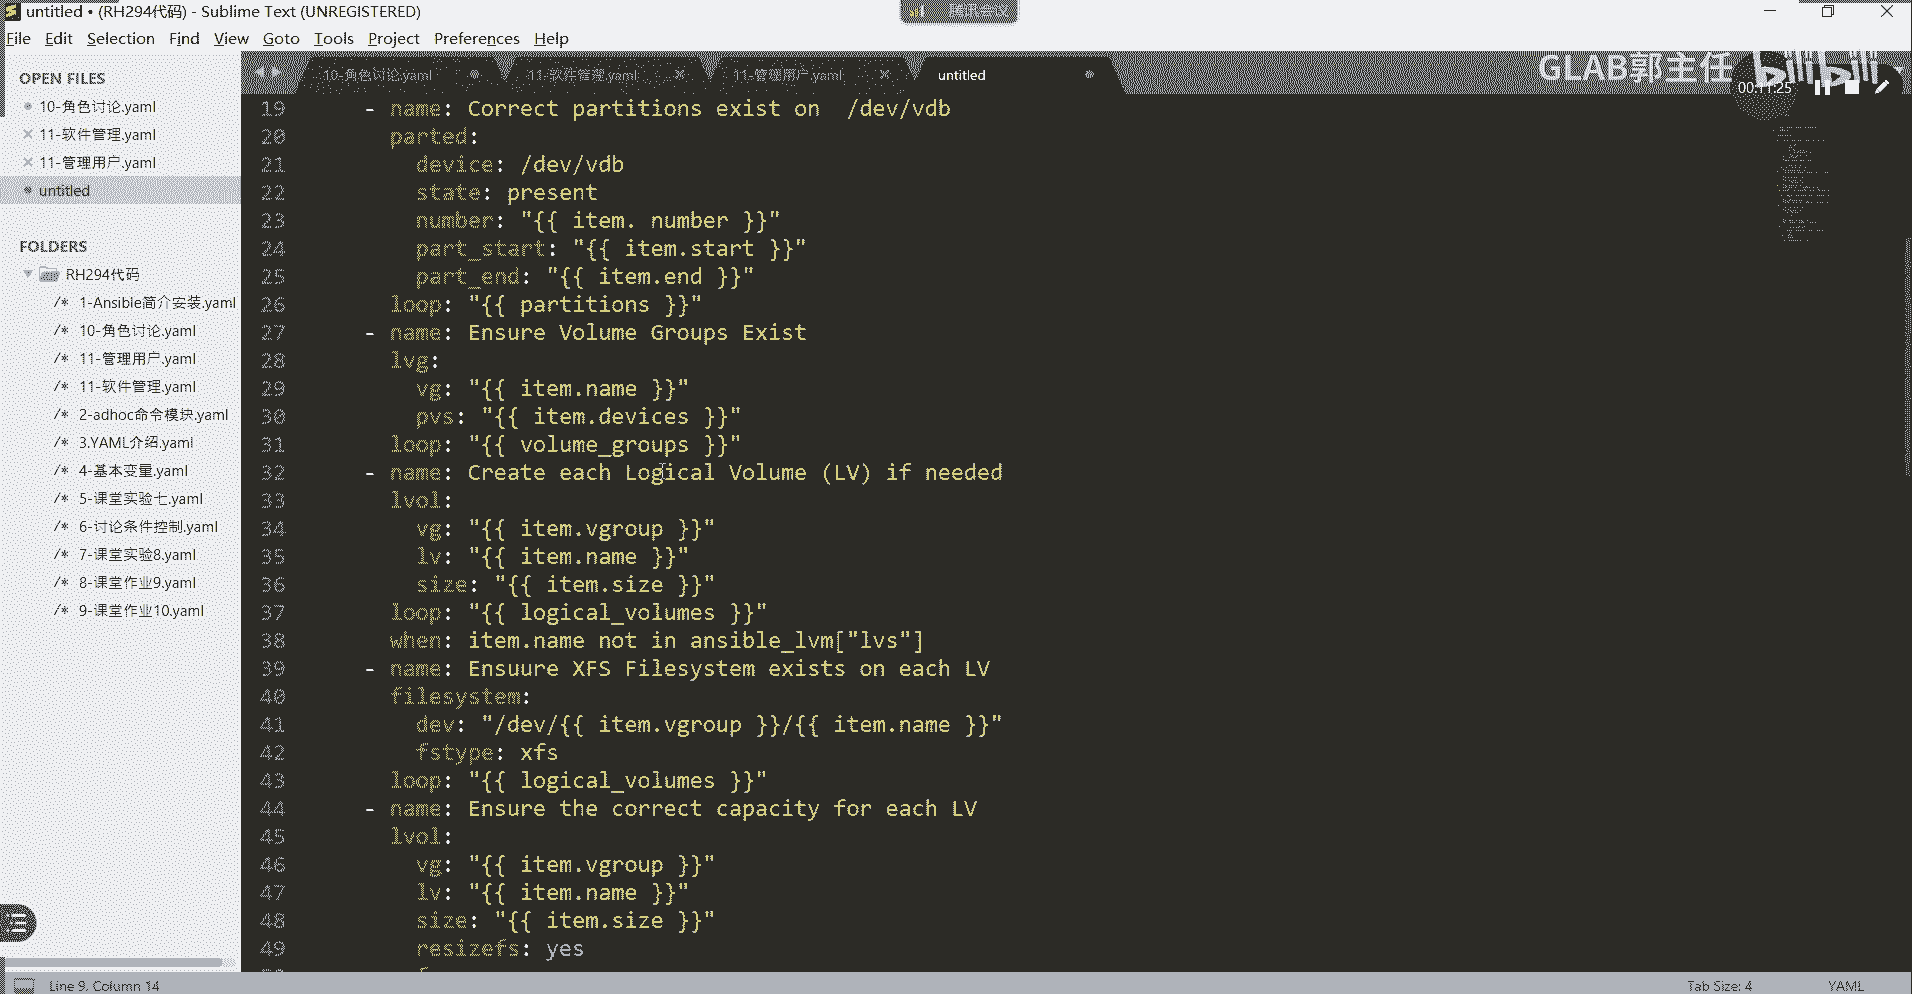 untitled • (RH294代码) - Sublime Text (UNREGISTERED)
腾讯会议
File Edit Selection Find View Goto Tools Project Preferences Help
OPEN FILES
10-角色讨论.yaml
11-软件管理.yaml
11-管理用户.yaml
untitled
FOLDERS
RH294代码
/* 1-Ansible简介安装.yaml
/* 10-角色讨论.yaml
/* 11-管理用户.yaml
/* 11-软件管理.yaml
/* 2-adhoc命令模块.yaml
/* 3.YAML介绍.yaml
/* 4-基本变量.yaml
/* 5-课堂实验七.yaml
/* 6-讨论条件控制.yaml
/* 7-课堂实验8.yaml
/* 8-课堂作业9.yaml
/* 9-课堂作业10.yaml
10-角色讨论.yaml 11-软件管理.yaml 11-管理用户.yaml untitled
GLAB郭主任 bilibili
00:11:25
19 - name: Correct partitions exist on  /dev/vdb
20 parted:
21 device: /dev/vdb
22 state: present
23 number: "{{ item. number }}"
24 part_start: "{{ item.start }}"
25 part_end: "{{ item.end }}"
26 loop: "{{ partitions }}"
27 - name: Ensure Volume Groups Exist
28 lvg:
29 vg: "{{ item.name }}"
30 pvs: "{{ item.devices }}"
31 loop: "{{ volume_groups }}"
32 - name: Create each Logical Volume (LV) if needed
33 lvol:
34 vg: "{{ item.vgroup }}"
35 lv: "{{ item.name }}"
36 size: "{{ item.size }}"
37 loop: "{{ logical_volumes }}"
38 when: item.name not in ansible_lvm["lvs"]
39 - name: Ensuure XFS Filesystem exists on each LV
40 filesystem:
41 dev: "/dev/{{ item.vgroup }}/{{ item.name }}"
42 fstype: xfs
43 loop: "{{ logical_volumes }}"
44 - name: Ensure the correct capacity for each LV
45 lvol:
46 vg: "{{ item.vgroup }}"
47 lv: "{{ item.name }}"
48 size: "{{ item.size }}"
49 resizefs: yes
Line 9, Column 14
Tab Size: 4
YAML